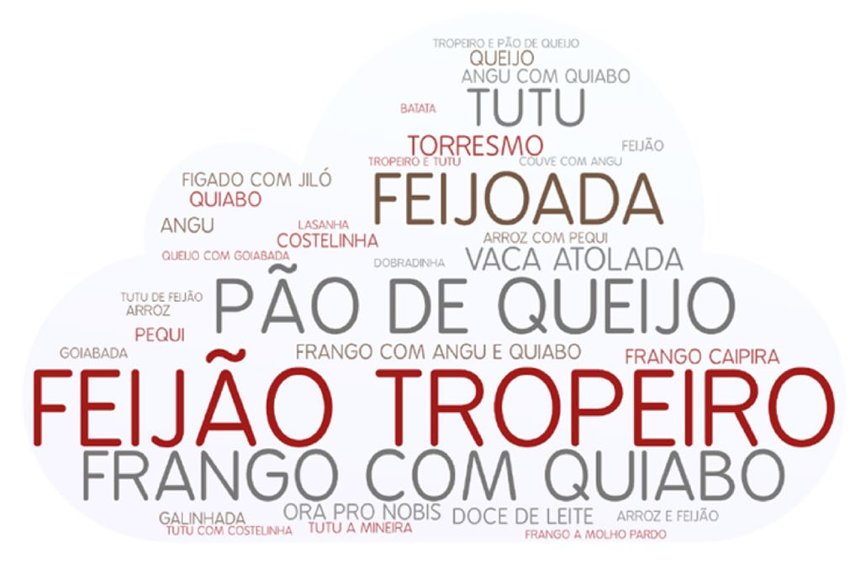 TROPEIRO E PÃO DE QUEIJO
QUEIJO
ANGU COM QUIABO
TUTU
BATATA
TORRESMO
FEIJÃO
TROPEIRO E TUTU
COUVE COM ANGU
FIGADO COM JILÓ
FEIJOADA
QUIABO
ANGU
LASANHA
COSTELINHA
ARROZ COM PEQUI
QUEIJO COM GOIABADA
DOBRADINHA
VACA ATOLADA
TUTU DE FEIJÃO
ARROZ
PÃO DE QUEIJO
PEQUI
GOIABADA
FRANGO COM ANGU E QUIABO
FRANGO CAIPIRA
FEIJÃO TROPEIRO
FRANGO COM QUIABO
GALINHADA
ORA PRO NOBIS
DOCE DE LEITE
ARROZ E FEIJÃO
TUTU COM COSTELINHA
TUTU A MINEIRA
FRANGO A MOLHO PARDO